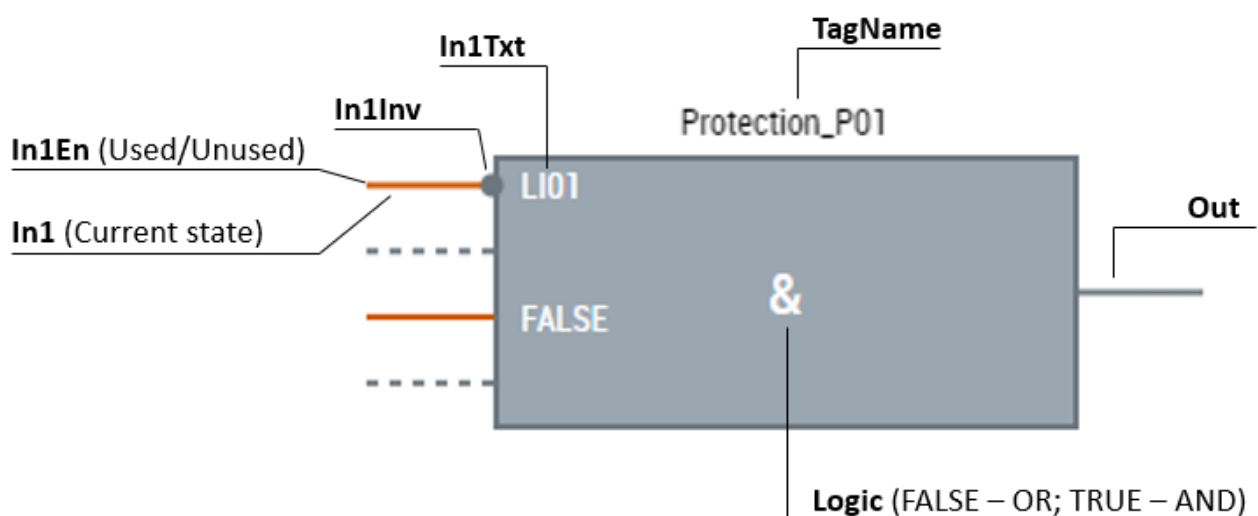 TagName
In1Txt
In1Inv
Protection_P01
In1En (Used/Unused)
LI01
In1 (Current state)
Out
&
FALSE
Logic (FALSE – OR; TRUE – AND)